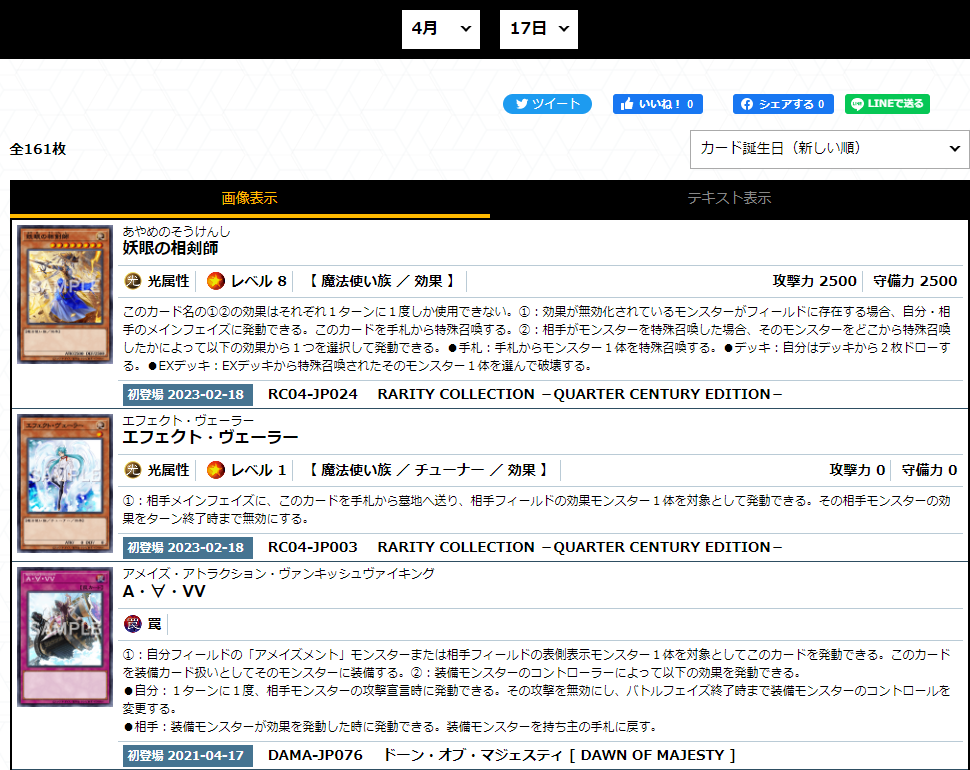 4月 17日
ツイート いいね！ 0 シェアする 0 LINEで送る
全161枚 カード誕生日（新しい順）
画像表示 テキスト表示
あやめのそうけんし
妖眼の相剣師
光属性 レベル 8 【 魔法使い族 ／ 効果 】 攻撃力 2500 守備力 2500
このカード名の①②の効果はそれぞれ１ターンに１度しか使用できない。①：効果が無効化されているモンスターがフィールドに存在する場合、自分・相
手のメインフェイズに発動できる。このカードを手札から特殊召喚する。②：相手がモンスターを特殊召喚した場合、そのモンスターをどこから特殊召喚
したかによって以下の効果から１つを選択して発動できる。●手札：手札からモンスター１体を特殊召喚する。●デッキ：自分はデッキから２枚ドローす
る。●EXデッキ：EXデッキから特殊召喚されたそのモンスター１体を選んで破壊する。
初登場 2023-02-18 RC04-JP024 RARITY COLLECTION －QUARTER CENTURY EDITION－
エフェクト・ヴェーラー
エフェクト・ヴェーラー
光属性 レベル 1 【 魔法使い族 ／ チューナー ／ 効果 】 攻撃力 0 守備力 0
①：相手メインフェイズに、このカードを手札から墓地へ送り、相手フィールドの効果モンスター１体を対象として発動できる。その相手モンスターの効
果をターン終了時まで無効にする。
初登場 2023-02-18 RC04-JP003 RARITY COLLECTION －QUARTER CENTURY EDITION－
アメイズ・アトラクション・ヴァンキッシュヴァイキング
A・∀・VV
罠 罠
①：自分フィールドの「アメイズメント」モンスターまたは相手フィールドの表側表示モンスター１体を対象としてこのカードを発動できる。このカード
を装備カード扱いとしてそのモンスターに装備する。②：装備モンスターのコントローラーによって以下の効果を発動できる。
●自分：１ターンに１度、相手モンスターの攻撃宣言時に発動できる。その攻撃を無効にし、バトルフェイズ終了時まで装備モンスターのコントロールを
変更する。
●相手：装備モンスターが効果を発動した時に発動できる。装備モンスターを持ち主の手札に戻す。
初登場 2021-04-17 DAMA-JP076 ドーン・オブ・マジェスティ [ DAWN OF MAJESTY ]